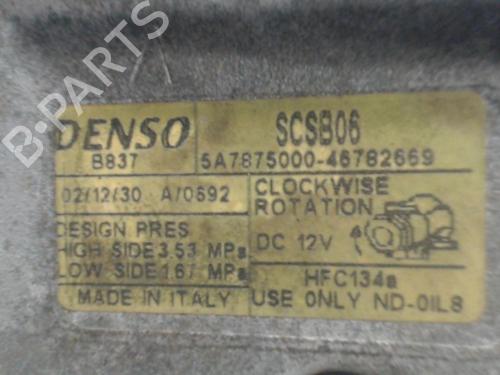 DENSO SCSB06
B837 5A7875000-46782669
02/12/30 A/0692
CLOCKWISE
ROTATION
DESIGN PRES
HIGH SIDE 3.53 MPa
LOW SIDE 1.67 MPa
DC 12V
HFC134a
MADE IN ITALY
USE ONLY ND-OIL8
B-PARTS